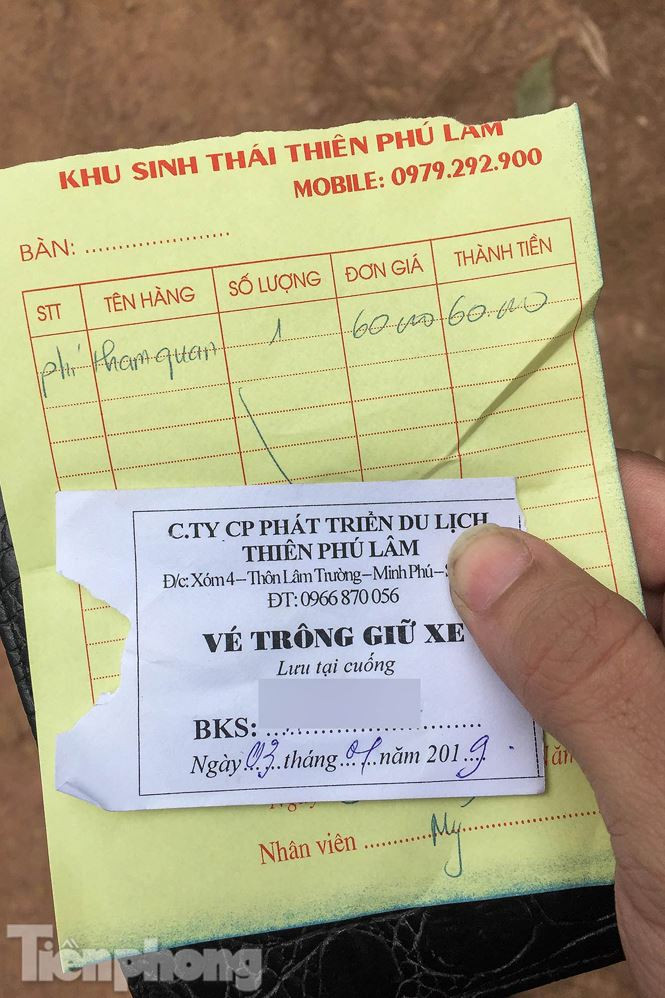 KHU SINH THÁI THIÊN PHÚ LÂM
MOBILE: 0979.292.900
BÀN: ........................
STT TÊN HÀNG SỐ LƯỢNG ĐƠN GIÁ THÀNH TIỀN
phí tham quan 1 60 000 60 000
C.TY CP PHÁT TRIỂN DU LỊCH
THIÊN PHÚ LÂM
Đ/c: Xóm 4 – Thôn Lâm Trường – Minh Phú –
ĐT: 0966 870 056
VÉ TRÔNG GIỮ XE
Lưu tại cuống
BKS: ..............................
Ngày 03 tháng 01 năm 2019
Nhân viên My
Tiềnphong